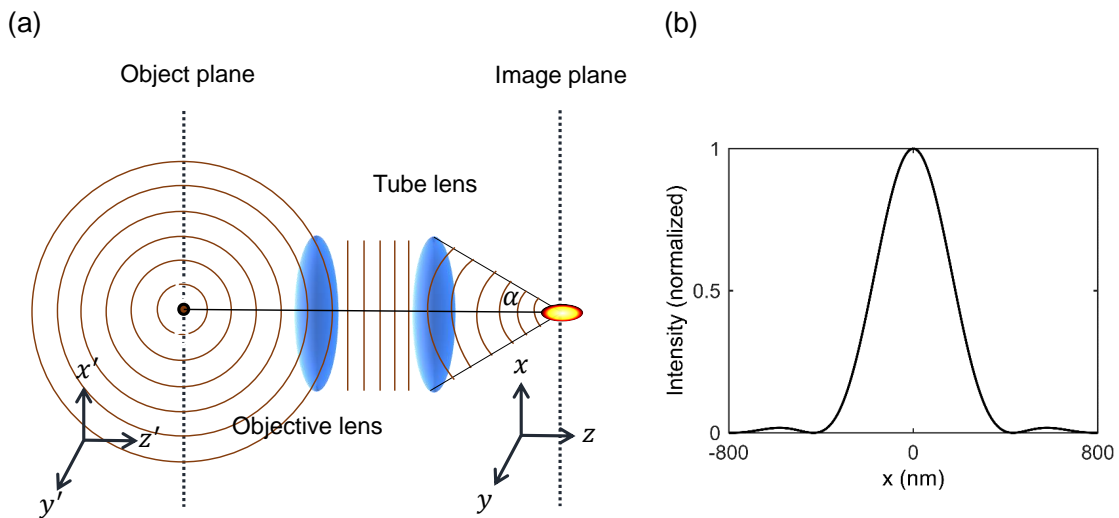 (a)
Object plane
Image plane
Tube lens
α
Objective lens
x′
z′
y′
x
z
y
(b)
Intensity (normalized)
1
0.5
0
-800
0
800
x (nm)